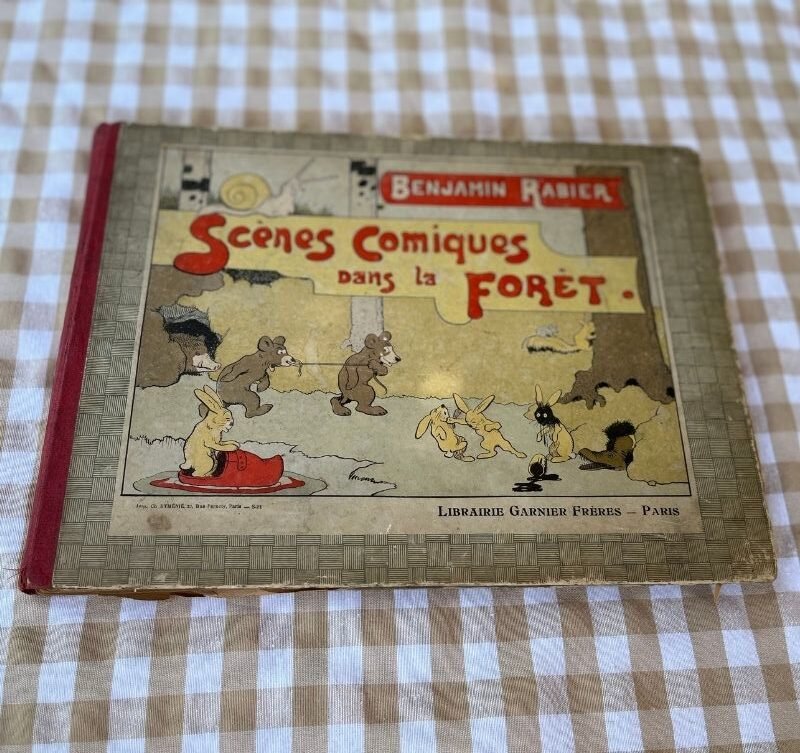 BENJAMIN RABIER
SCÈNES COMIQUES
DANS la
FORÊT.
LIBRAIRIE GARNIER FRÈRES — PARIS